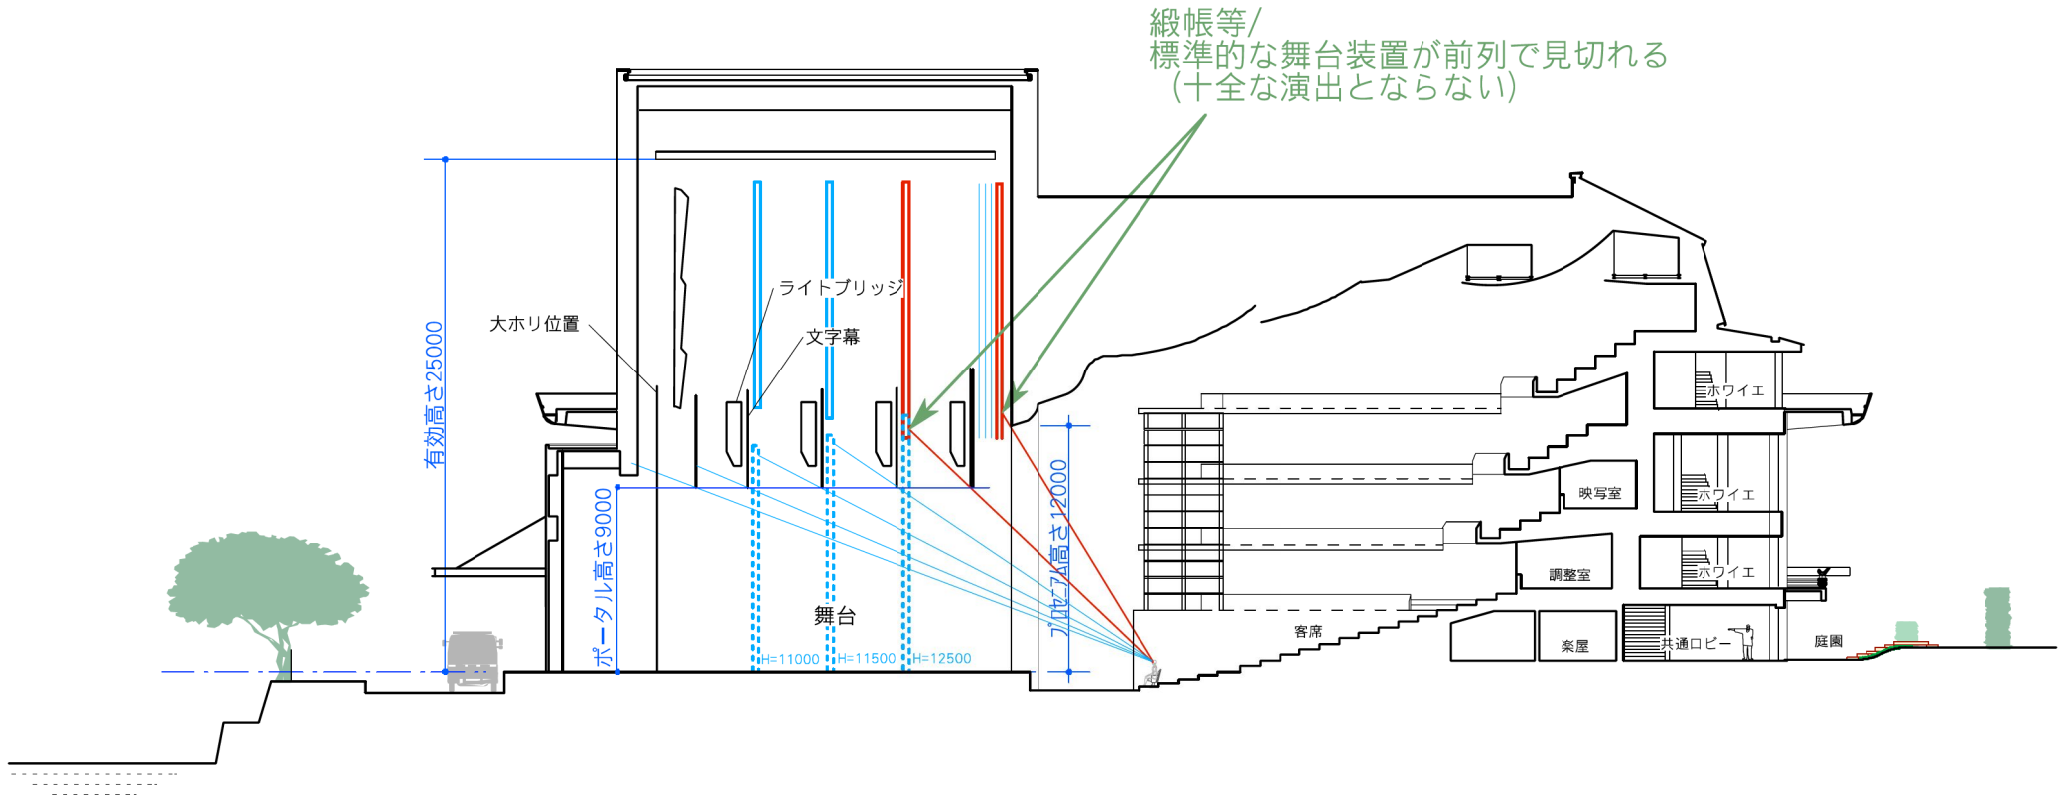 緞帳等/
標準的な舞台装置が前列で見切れる
(十全な演出とならない)
有効高さ25000
大ホリ位置
ライトブリッジ
文字幕
ポータル高さ9000
プロセニアム高さ12000
舞台
H=11000
H=11500
H=12500
客席
ホワイエ
映写室
ホワイエ
調整室
ホワイエ
楽屋
共通ロビー
庭園